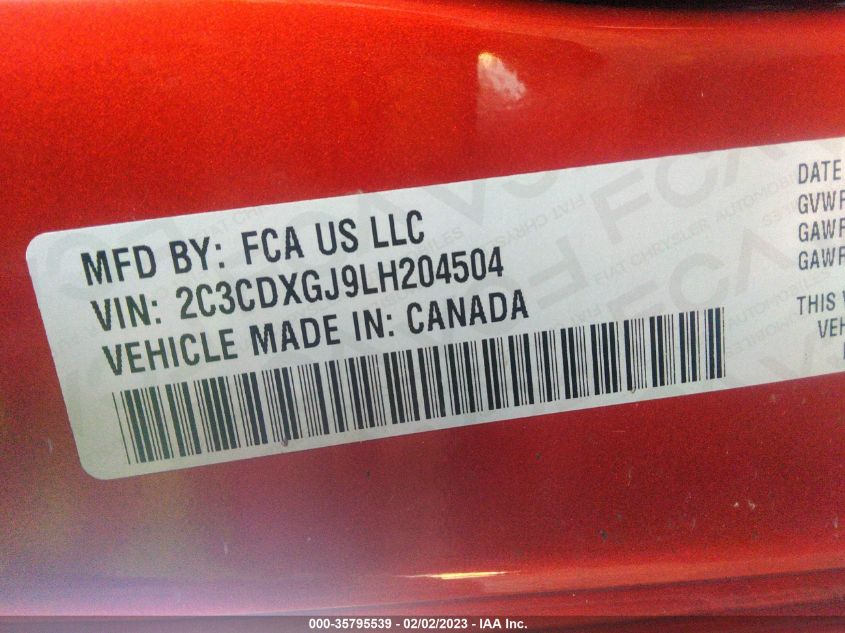 MFD BY: FCA US LLC
VIN: 2C3CDXGJ9LH204504
VEHICLE MADE IN: CANADA
DATE
GVWR
GAWR
GAWR
THIS V
VEH
000-35795539 - 02/02/2023 - IAA Inc.